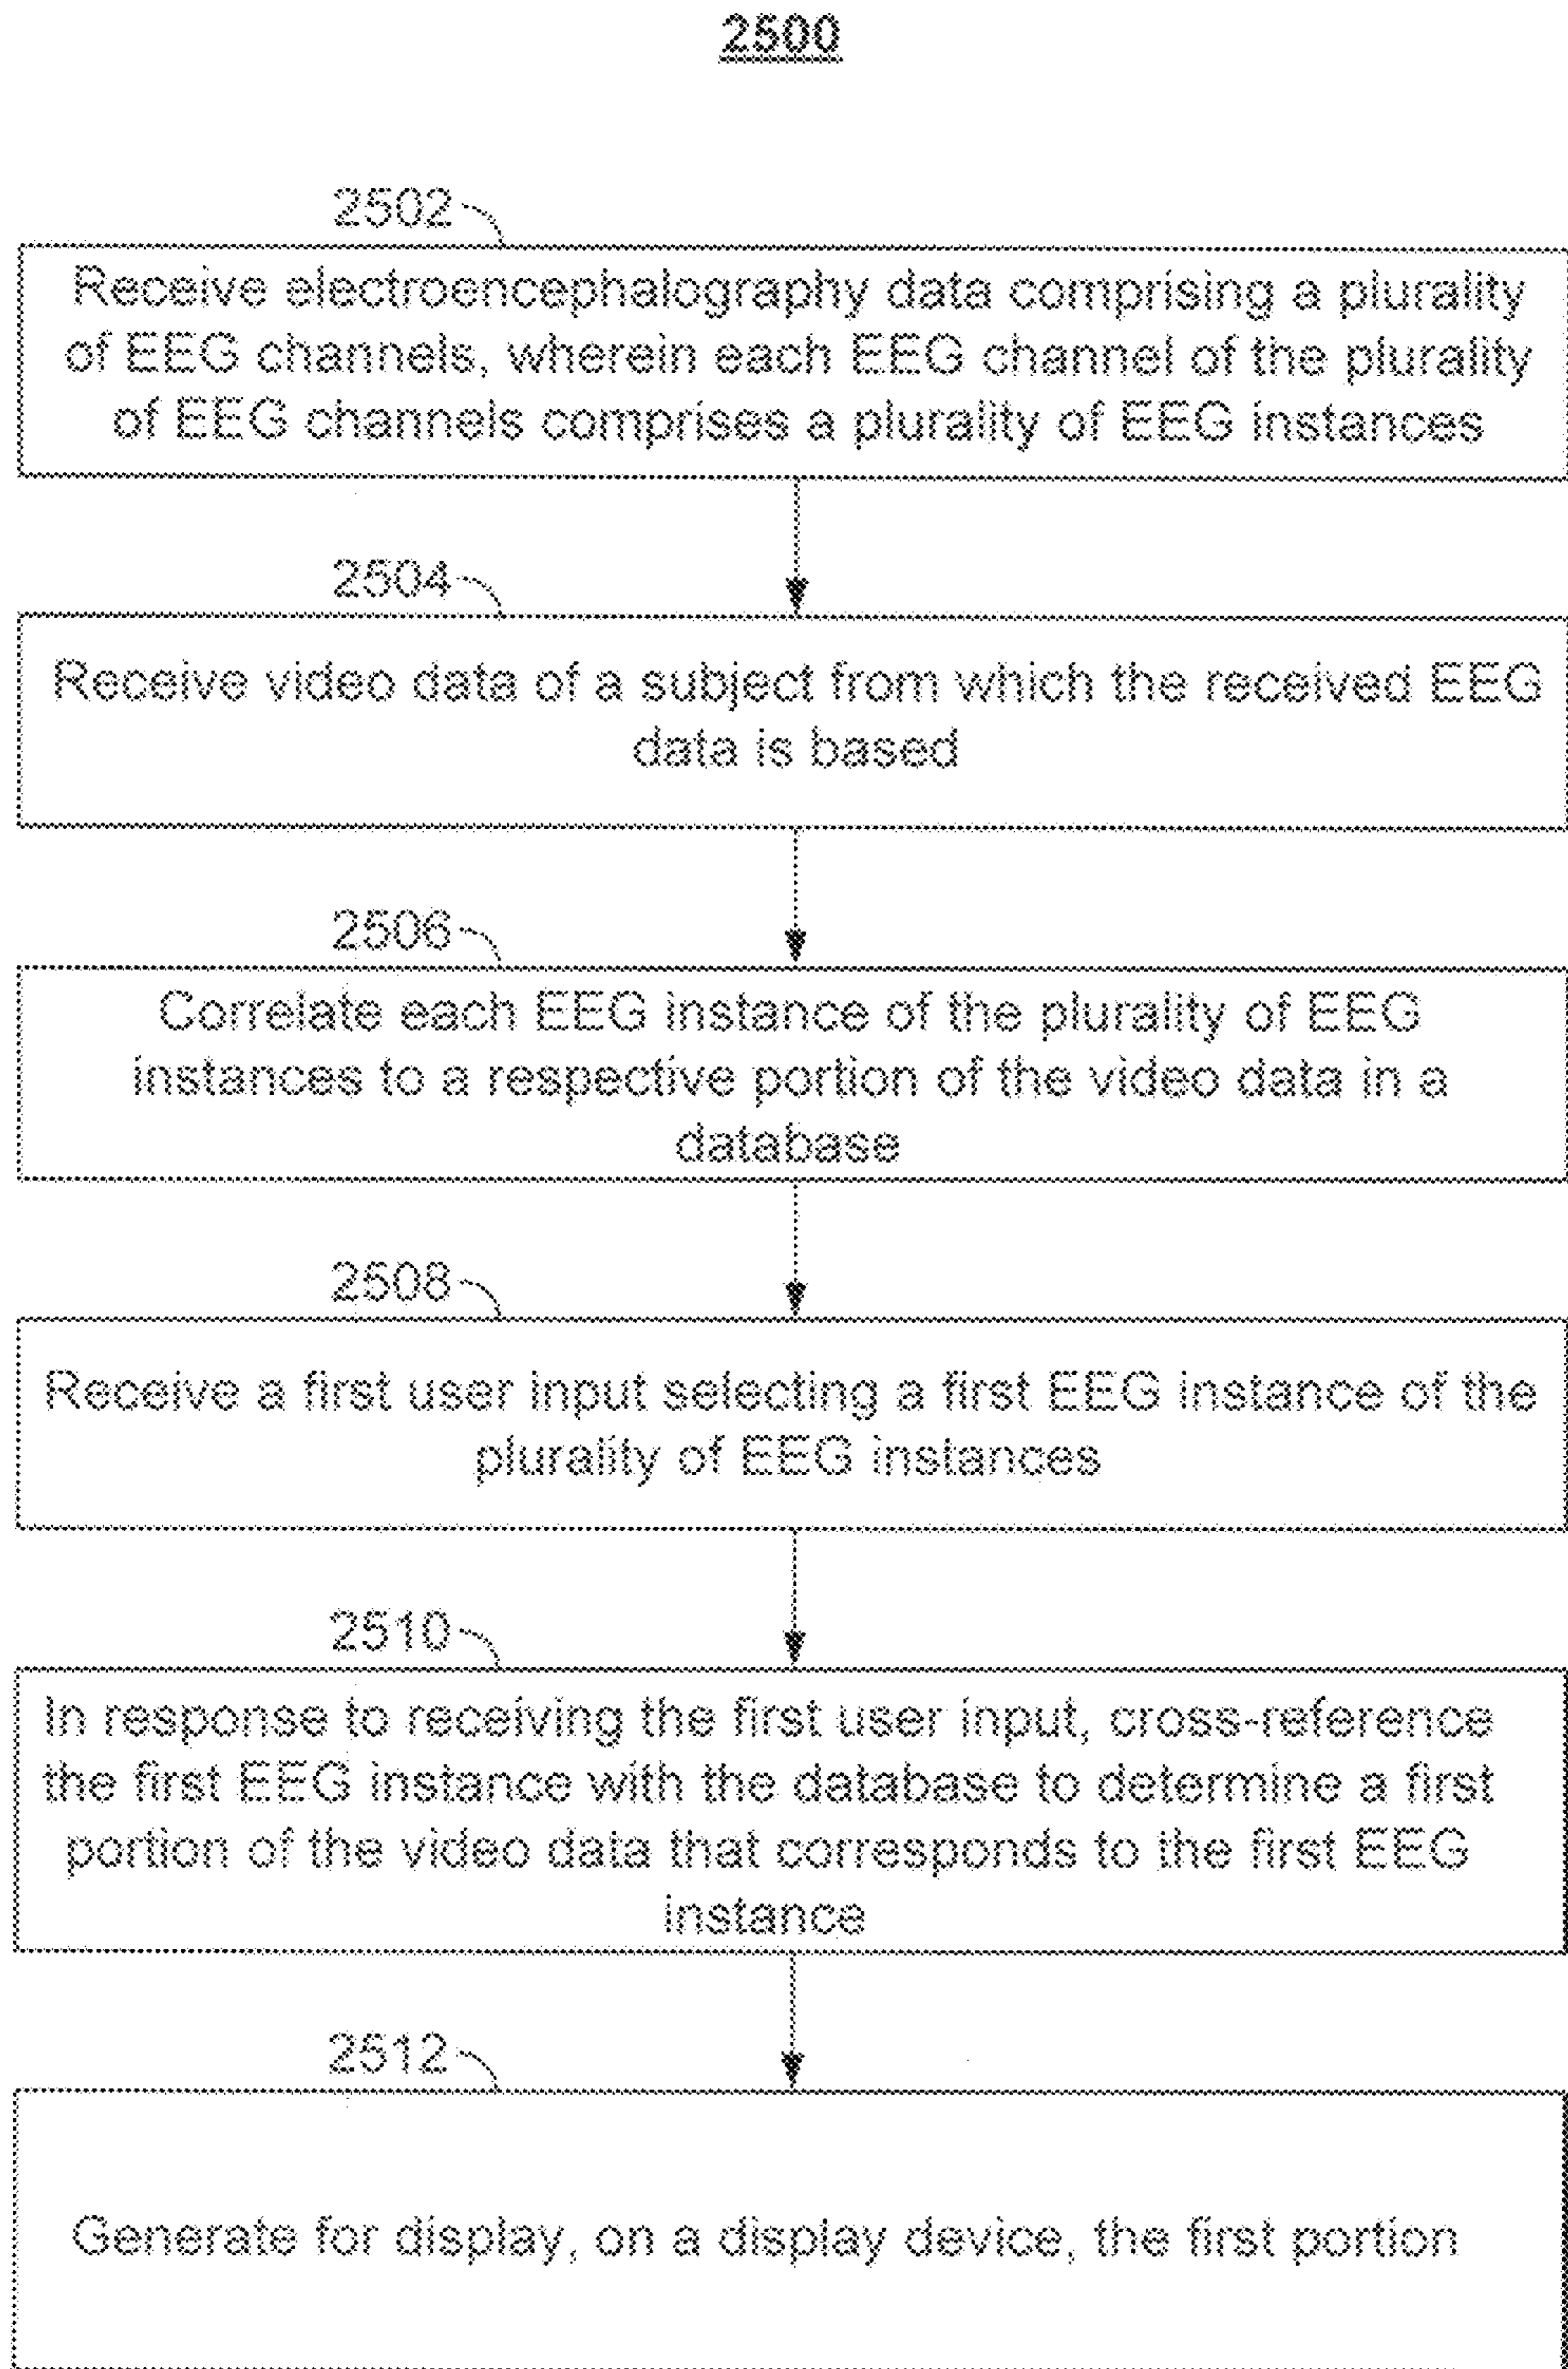 2500
2502
Receive electroencephalography data comprising a plurality
of EEG channels, wherein each EEG channel of the plurality
of EEG channels comprises a plurality of EEG instances
2504
Receive video data of a subject from which the received EEG
data is based
2506
Correlate each EEG instance of the plurality of EEG
instances to a respective portion of the video data in a
database
2508
Receive a first user input selecting a first EEG instance of the
plurality of EEG instances
2510
In response to receiving the first user input, cross-reference
the first EEG instance with the database to determine a first
portion of the video data that corresponds to the first EEG
instance
2512
Generate for display, on a display device, the first portion